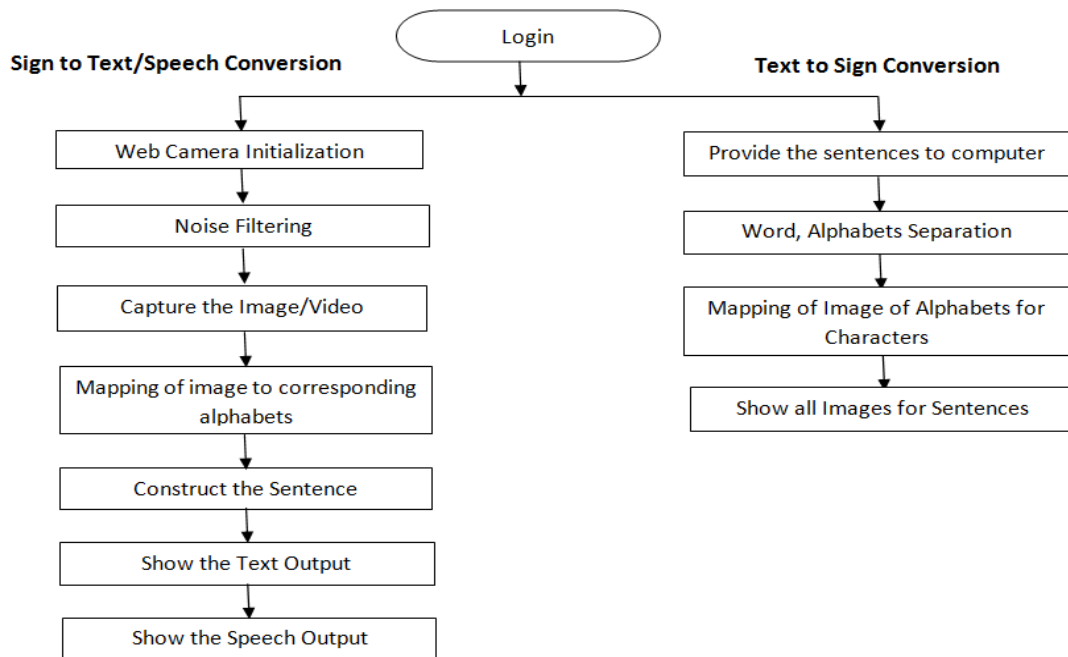 Login
Sign to Text/Speech Conversion
Web Camera Initialization
Noise Filtering
Capture the Image/Video
Mapping of image to corresponding
alphabets
Construct the Sentence
Show the Text Output
Show the Speech Output
Text to Sign Conversion
Provide the sentences to computer
Word, Alphabets Separation
Mapping of Image of Alphabets for
Characters
Show all Images for Sentences